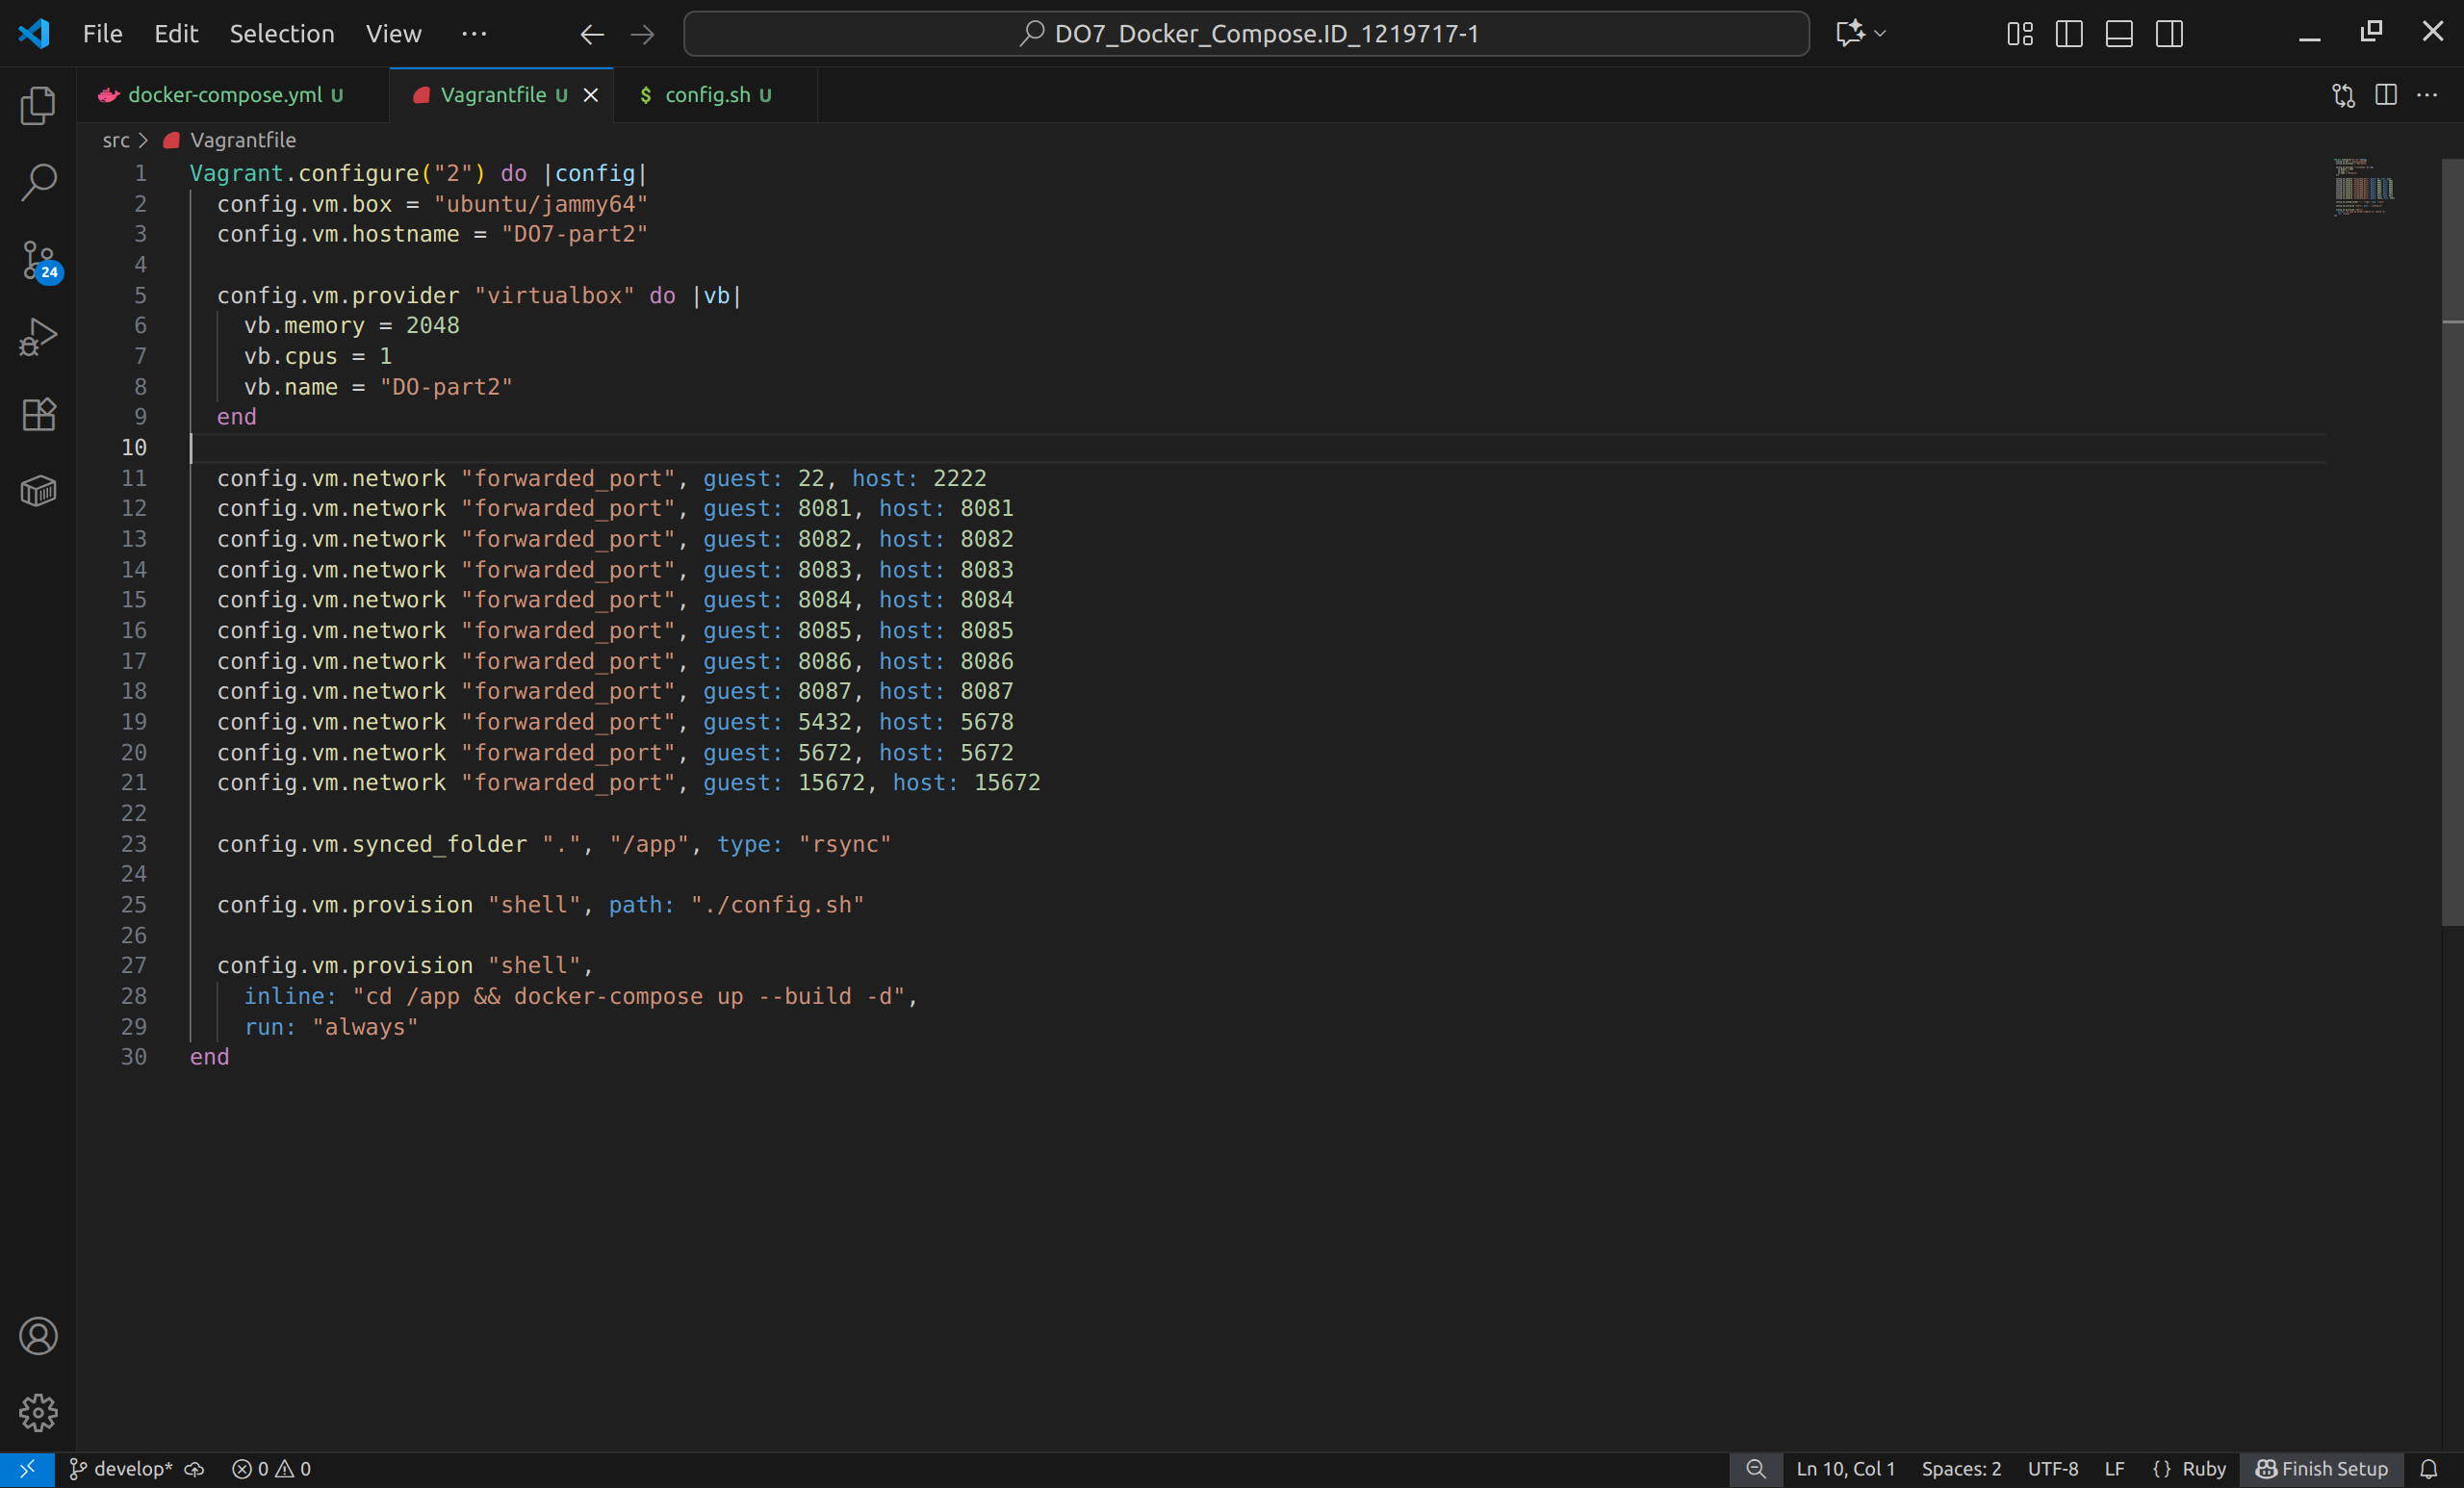 File Edit Selection View ··· DO7_Docker_Compose.ID_1219717-1
docker-compose.yml U Vagrantfile U $ config.sh U
src > Vagrantfile
1 Vagrant.configure("2") do |config|
2 config.vm.box = "ubuntu/jammy64"
3 config.vm.hostname = "DO7-part2"
4
5 config.vm.provider "virtualbox" do |vb|
6 vb.memory = 2048
7 vb.cpus = 1
8 vb.name = "DO-part2"
9 end
10
11 config.vm.network "forwarded_port", guest: 22, host: 2222
12 config.vm.network "forwarded_port", guest: 8081, host: 8081
13 config.vm.network "forwarded_port", guest: 8082, host: 8082
14 config.vm.network "forwarded_port", guest: 8083, host: 8083
15 config.vm.network "forwarded_port", guest: 8084, host: 8084
16 config.vm.network "forwarded_port", guest: 8085, host: 8085
17 config.vm.network "forwarded_port", guest: 8086, host: 8086
18 config.vm.network "forwarded_port", guest: 8087, host: 8087
19 config.vm.network "forwarded_port", guest: 5432, host: 5678
20 config.vm.network "forwarded_port", guest: 5672, host: 5672
21 config.vm.network "forwarded_port", guest: 15672, host: 15672
22
23 config.vm.synced_folder ".", "/app", type: "rsync"
24
25 config.vm.provision "shell", path: "./config.sh"
26
27 config.vm.provision "shell",
28 inline: "cd /app && docker-compose up --build -d",
29 run: "always"
30 end
24
develop* 0 0 Ln 10, Col 1 Spaces: 2 UTF-8 LF {} Ruby Finish Setup